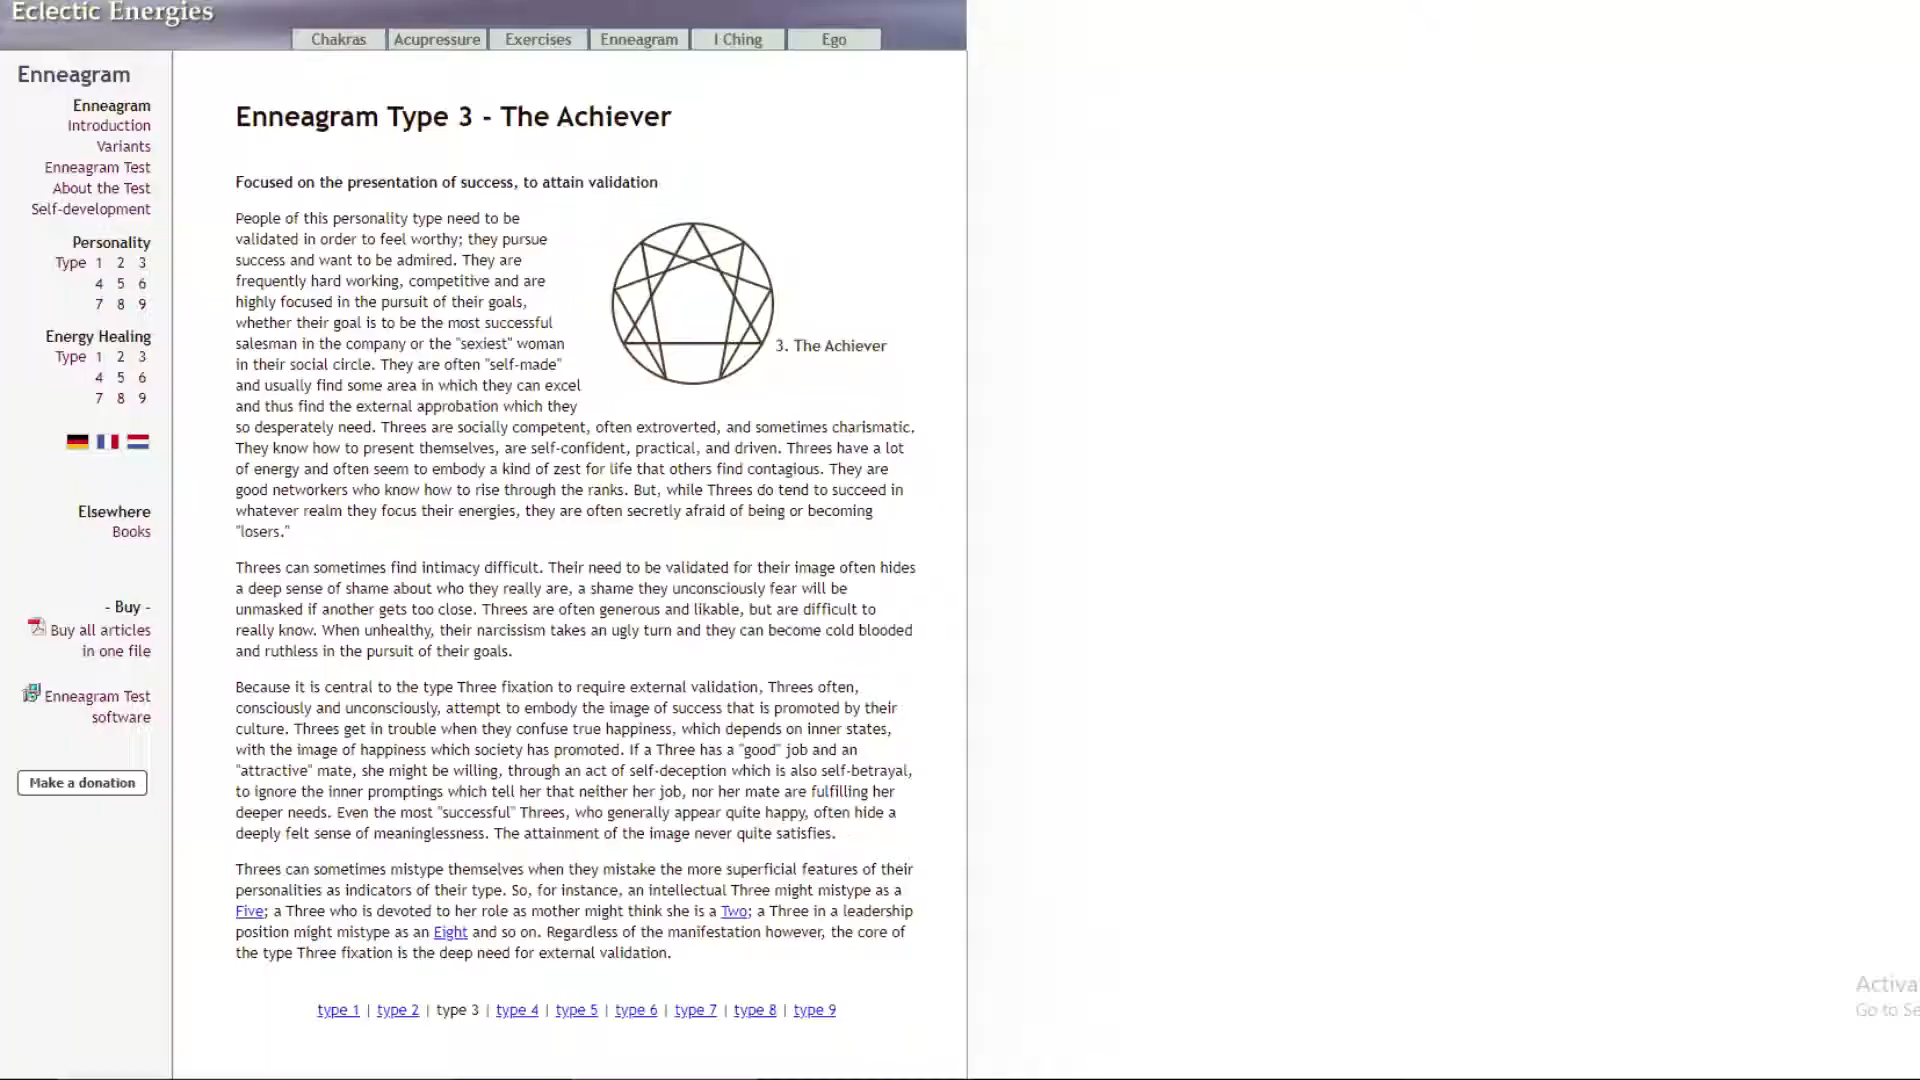 Eclectic Energies
Chakras
Acupressure
Exercises
Enneagram
I Ching
Ego
Enneagram
Enneagram
Introduction
Variants
Enneagram Test
About the Test
Self-development
Personality
Type 1 2 3
4 5 6
7 8 9
Energy Healing
Type 1 2 3
4 5 6
7 8 9
Elsewhere
Books
- Buy -
Buy all articles
in one file
Enneagram Test
software
Make a donation
Enneagram Type 3 - The Achiever
Focused on the presentation of success, to attain validation
People of this personality type need to be
validated in order to feel worthy; they pursue
success and want to be admired. They are
frequently hard working, competitive and are
highly focused in the pursuit of their goals,
whether their goal is to be the most successful
salesman in the company or the "sexiest" woman
in their social circle. They are often "self-made"
and usually find some area in which they can excel
and thus find the external approbation which they
so desperately need. Threes are socially competent, often extroverted, and sometimes charismatic.
They know how to present themselves, are self-confident, practical, and driven. Threes have a lot
of energy and often seem to embody a kind of zest for life that others find contagious. They are
good networkers who know how to rise through the ranks. But, while Threes do tend to succeed in
whatever realm they focus their energies, they are often secretly afraid of being or becoming
"losers."
3. The Achiever
Threes can sometimes find intimacy difficult. Their need to be validated for their image often hides
a deep sense of shame about who they really are, a shame they unconsciously fear will be
unmasked if another gets too close. Threes are often generous and likable, but are difficult to
really know. When unhealthy, their narcissism takes an ugly turn and they can become cold blooded
and ruthless in the pursuit of their goals.
Because it is central to the type Three fixation to require external validation, Threes often,
consciously and unconsciously, attempt to embody the image of success that is promoted by their
culture. Threes get in trouble when they confuse true happiness, which depends on inner states,
with the image of happiness which society has promoted. If a Three has a "good" job and an
"attractive" mate, she might be willing, through an act of self-deception which is also self-betrayal,
to ignore the inner promptings which tell her that neither her job, nor her mate are fulfilling her
deeper needs. Even the most "successful" Threes, who generally appear quite happy, often hide a
deeply felt sense of meaninglessness. The attainment of the image never quite satisfies.
Threes can sometimes mistype themselves when they mistake the more superficial features of their
personalities as indicators of their type. So, for instance, an intellectual Three might mistype as a
Five; a Three who is devoted to her role as mother might think she is a Two; a Three in a leadership
position might mistype as an Eight and so on. Regardless of the manifestation however, the core of
the type Three fixation is the deep need for external validation.
type 1 | type 2 | type 3 | type 4 | type 5 | type 6 | type 7 | type 8 | type 9
Activa
Go to Se